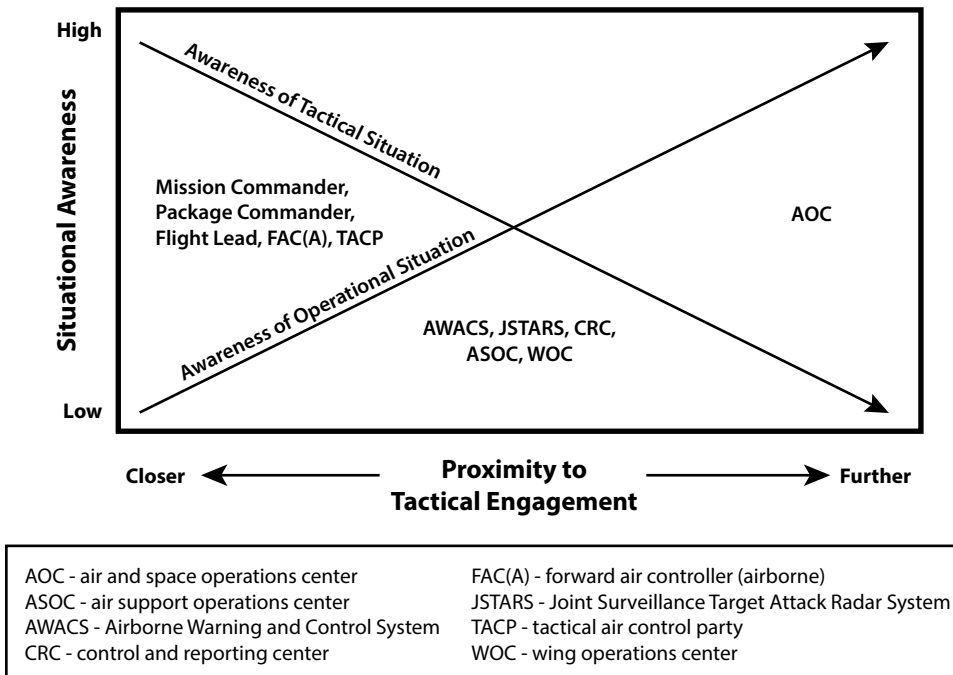 High
Situational Awareness
Low
Awareness of Tactical Situation
Mission Commander,
Package Commander,
Flight Lead, FAC(A), TACP
Awareness of Operational Situation
AOC
AWACS, JSTARS, CRC,
ASOC, WOC
Closer
Proximity to
Tactical Engagement
Further
AOC - air and space operations center
ASOC - air support operations center
AWACS - Airborne Warning and Control System
CRC - control and reporting center
FAC(A) - forward air controller (airborne)
JSTARS - Joint Surveillance Target Attack Radar System
TACP - tactical air control party
WOC - wing operations center